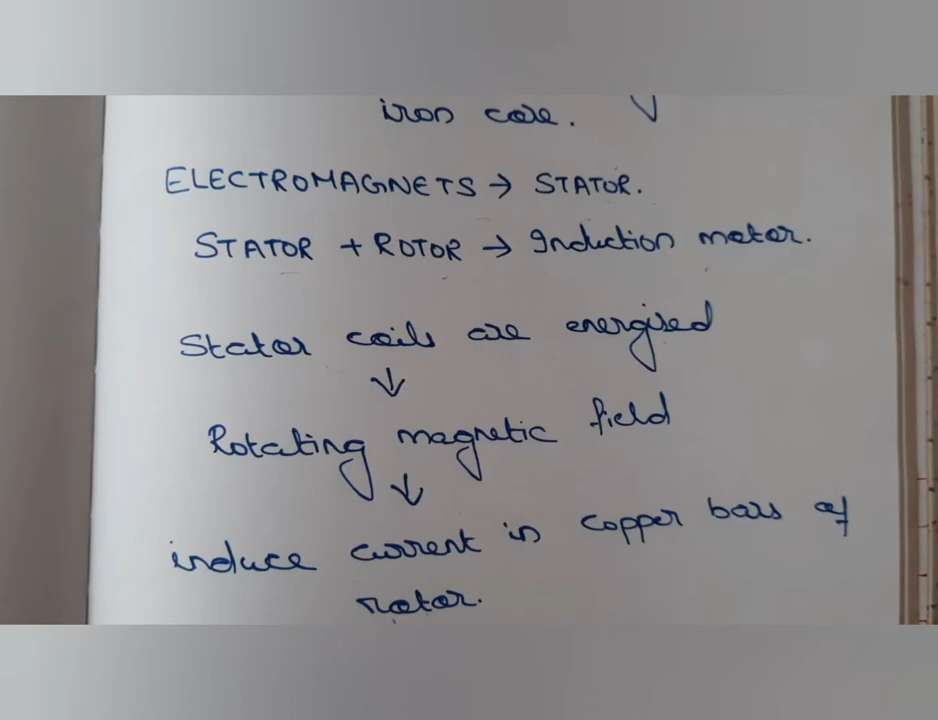 iron core.
ELECTROMAGNETS → STATOR.
STATOR + ROTOR → Induction motor.
Stator coils are energised
↓
Rotating magnetic field
↓
induce current in copper bars of
rotor.